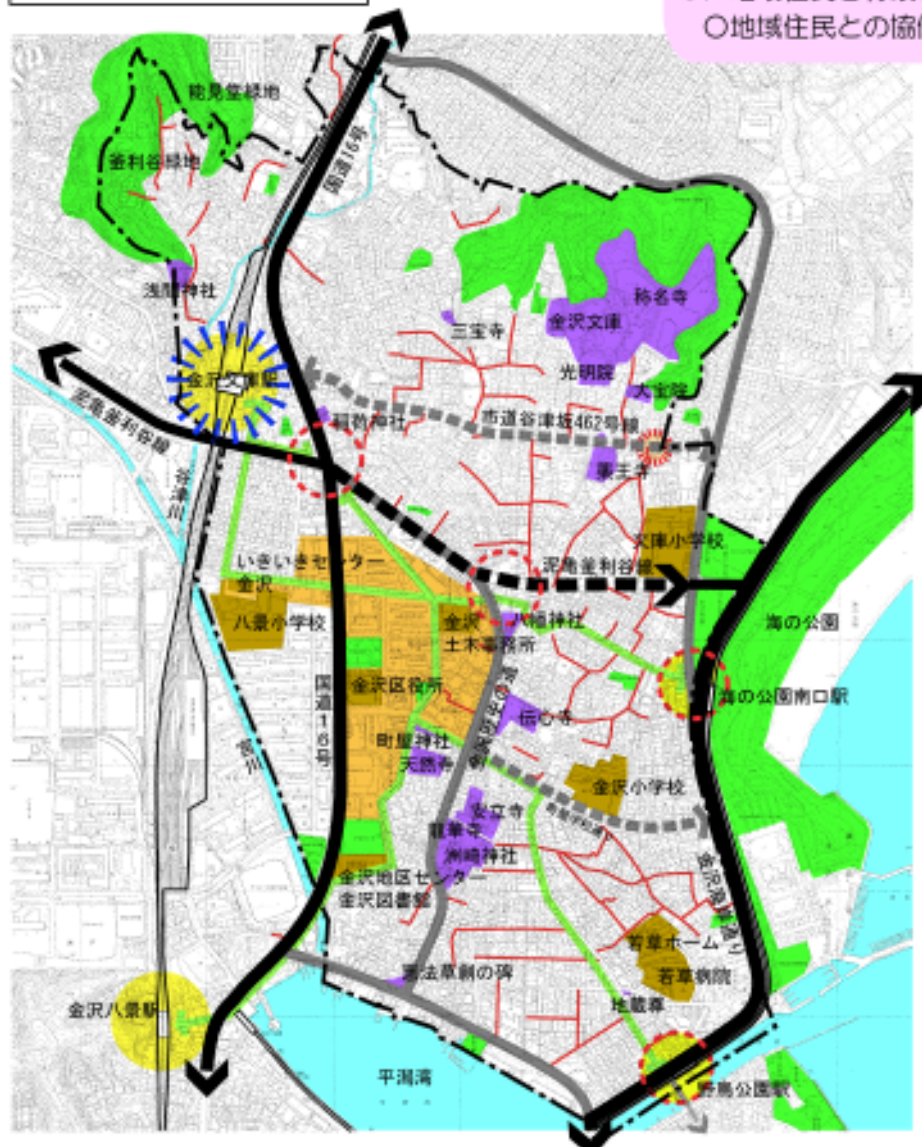 〇地域住民との協
能見堂緑地
釜利谷緑地
国道16号
浅間神社
称名寺
金沢文庫
三宝寺
光明院
大宝院
金沢文庫駅
稲荷神社
市道谷津坂462号線
泥亀釜利谷線
谷津川
薬王寺
文庫小学校
いきいきセンター
金沢
泥亀釜利谷線
八景小学校
金沢
土木事務所
八幡神社
海の公園
金沢区役所
海の公園南口駅
国道16号
伝心寺
町屋神社
天然寺
宮川
金沢小学校
安立寺
龍華寺
洲崎神社
金沢地区センター
金沢図書館
若草ホーム
若草病院
憲法草創の碑
地蔵尊
金沢八景駅
平潟湾
野島公園駅